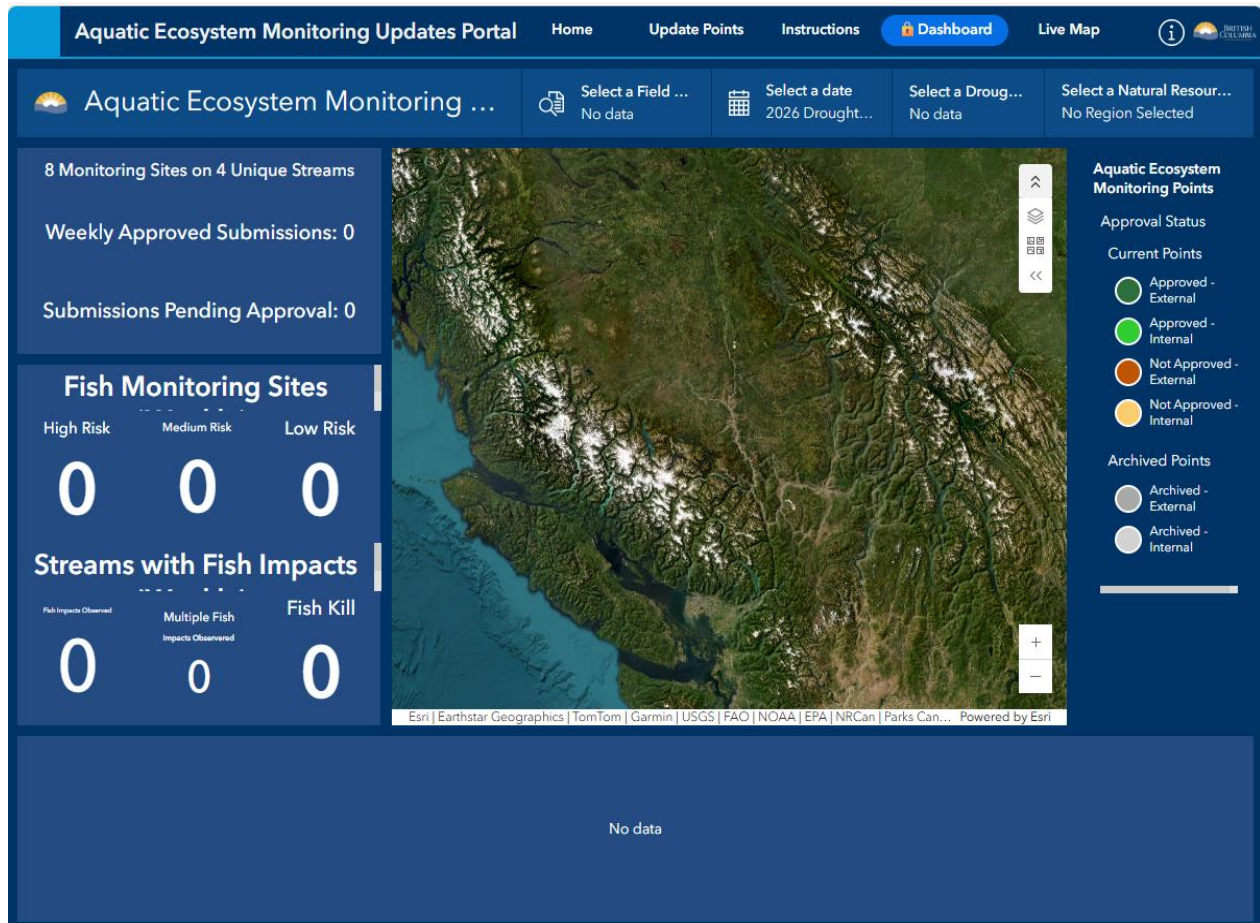 Aquatic Ecosystem Monitoring Updates Portal
Home
Update Points
Instructions
Dashboard
Live Map
BRITISH
COLUMBIA
Aquatic Ecosystem Monitoring ...
Select a Field ...
No data
Select a date
2026 Drought...
Select a Droug...
No data
Select a Natural Resour...
No Region Selected
8 Monitoring Sites on 4 Unique Streams
Weekly Approved Submissions: 0
Submissions Pending Approval: 0
Fish Monitoring Sites
High Risk
Medium Risk
Low Risk
0
0
0
Streams with Fish Impacts
Fish Impacts Observed
Multiple Fish
Impacts Observered
Fish Kill
0
0
0
Esri | Earthstar Geographics | TomTom | Garmin | USGS | FAO | NOAA | EPA | NRCan | Parks Can... Powered by Esri
Aquatic Ecosystem
Monitoring Points
Approval Status
Current Points
Approved -
External
Approved -
Internal
Not Approved -
External
Not Approved -
Internal
Archived Points
Archived -
External
Archived -
Internal
+
−
No data